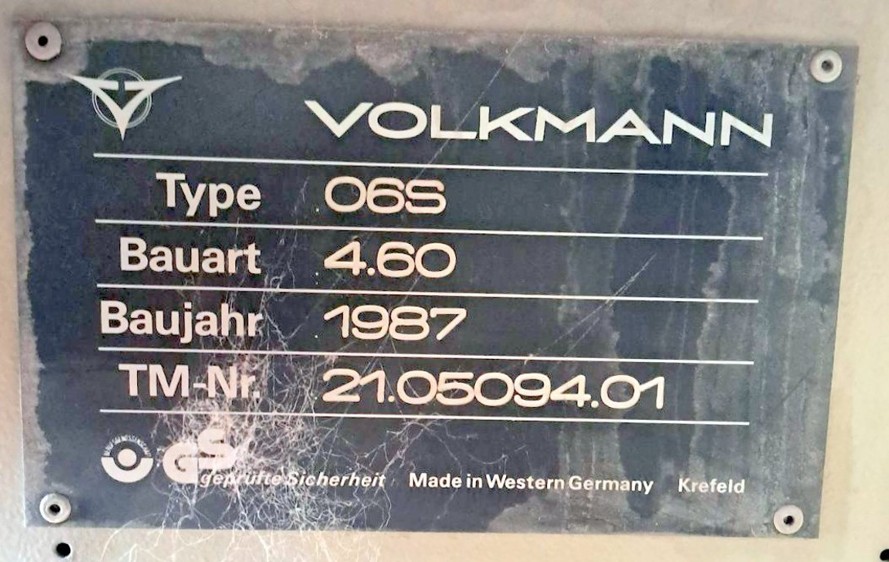 VOLKMANN
Type 06S
Bauart 4.60
Baujahr 1987
TM-Nr. 21.05094.01
GS geprüfte Sicherheit Made in Western Germany Krefeld